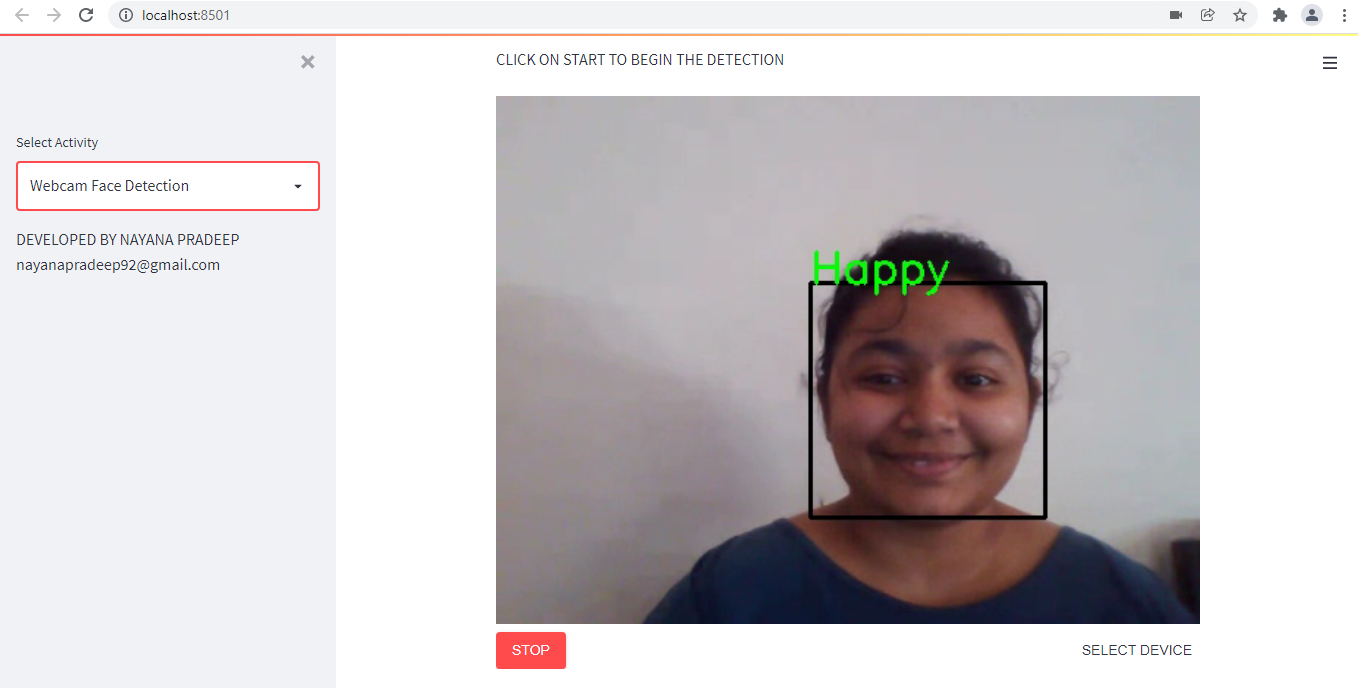 localhost:8501
Select Activity
Webcam Face Detection
DEVELOPED BY NAYANA PRADEEP
nayanapradeep92@gmail.com
CLICK ON START TO BEGIN THE DETECTION
Happy
STOP
SELECT DEVICE